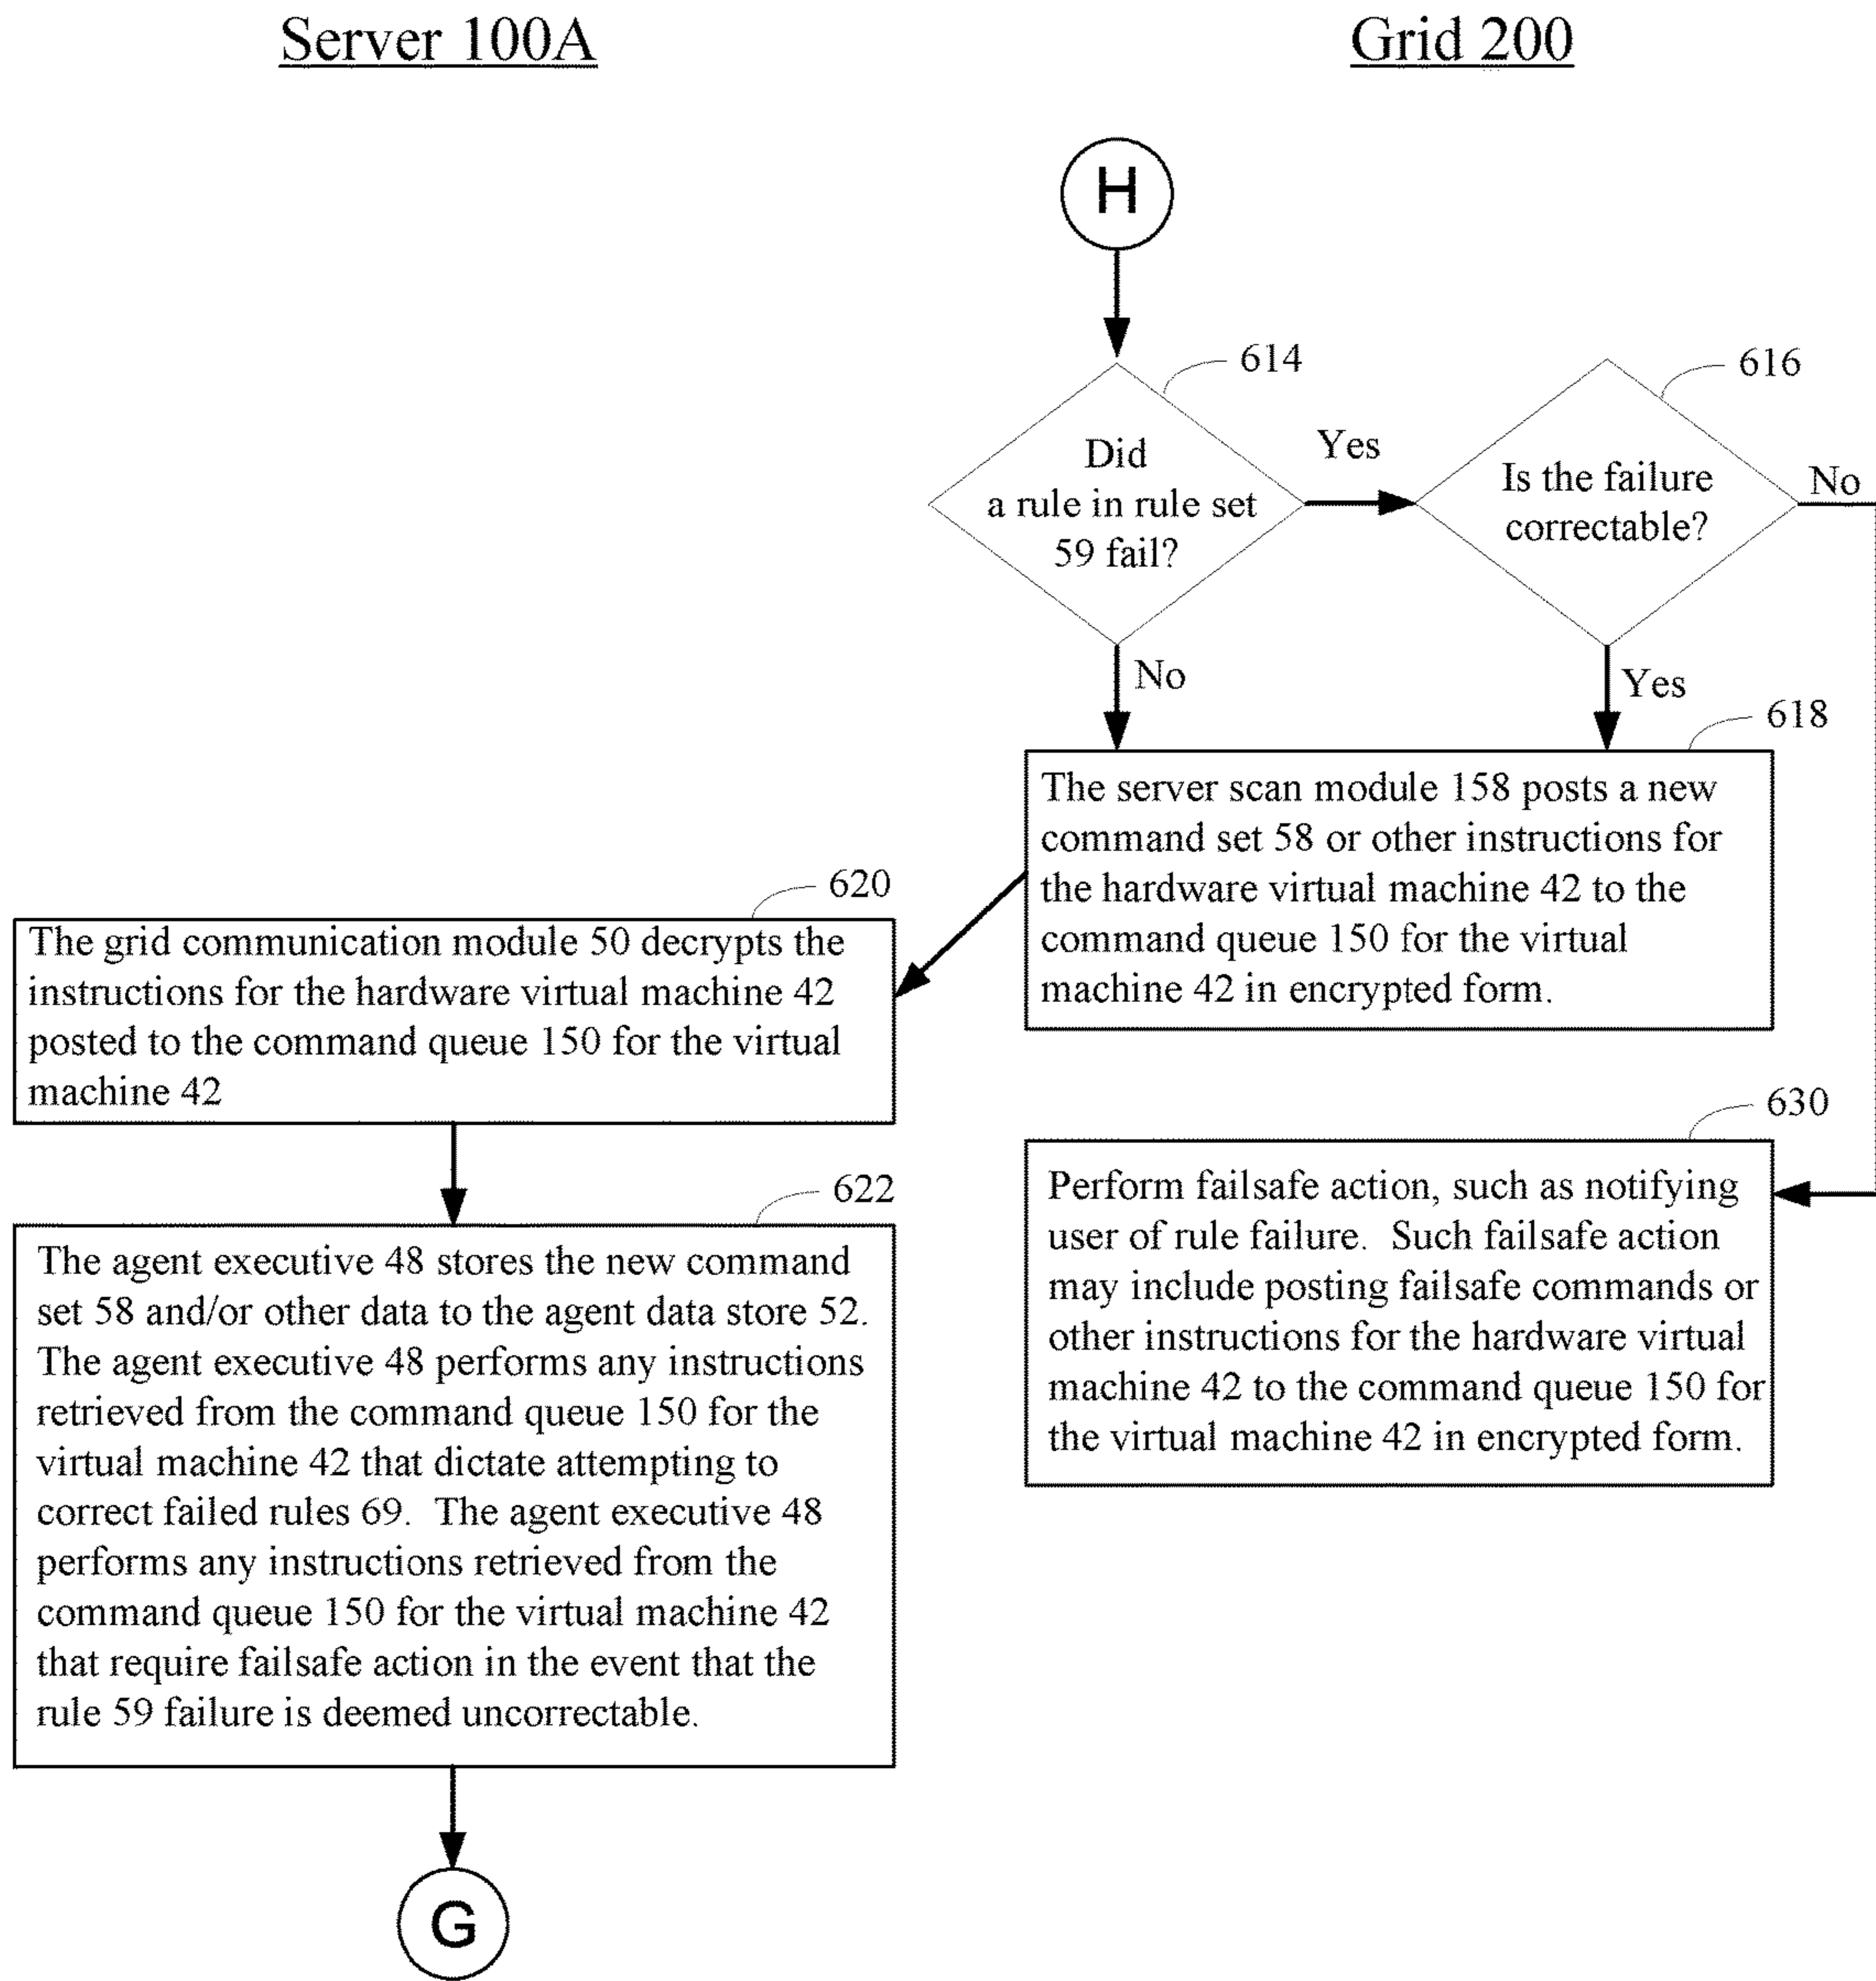 Server 100A
Grid 200
H
614
616
Did
a rule in rule set
59 fail?
Yes
Is the failure
correctable?
No
No
Yes
618
The server scan module 158 posts a new
command set 58 or other instructions for
the hardware virtual machine 42 to the
command queue 150 for the virtual
machine 42 in encrypted form.
620
The grid communication module 50 decrypts the
instructions for the hardware virtual machine 42
posted to the command queue 150 for the virtual
machine 42
630
Perform failsafe action, such as notifying
user of rule failure.  Such failsafe action
may include posting failsafe commands or
other instructions for the hardware virtual
machine 42 to the command queue 150 for
the virtual machine 42 in encrypted form.
622
The agent executive 48 stores the new command
set 58 and/or other data to the agent data store 52.
The agent executive 48 performs any instructions
retrieved from the command queue 150 for the
virtual machine 42 that dictate attempting to
correct failed rules 69.  The agent executive 48
performs any instructions retrieved from the
command queue 150 for the virtual machine 42
that require failsafe action in the event that the
rule 59 failure is deemed uncorrectable.
G